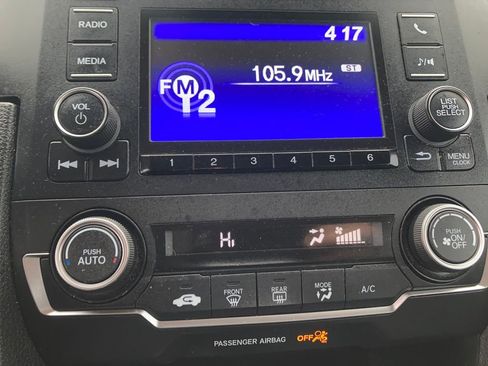 RADIO
MEDIA
VOL
4 17
FM 12
105.9MHz
ST
LIST
PUSH
SELECT
MENU
CLOCK
1 2 3 4 5 6
PUSH
AUTO
Hi
PUSH
ON/
OFF
FRONT
REAR
MODE
A/C
PASSENGER AIRBAG OFF 2